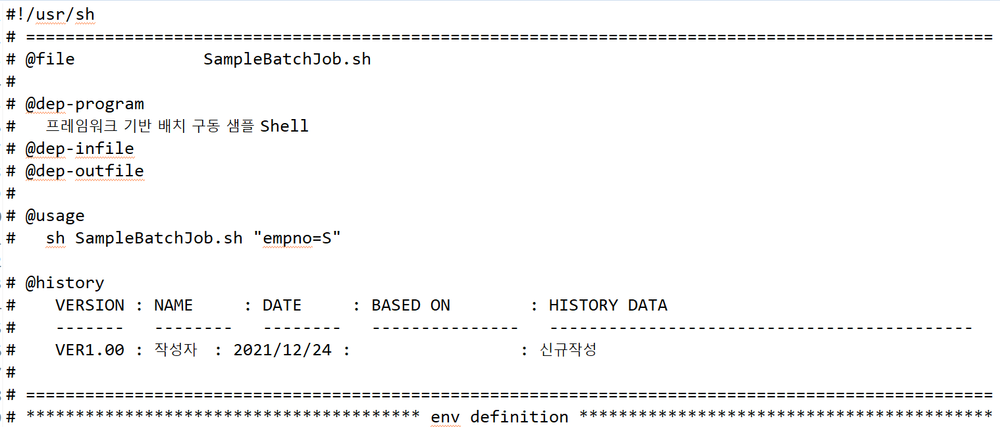 #!/usr/sh
# ==================================================================================================
# @file             SampleBatchJob.sh
#
# @dep-program
#   프레임워크 기반 배치 구동 샘플 Shell
# @dep-infile
# @dep-outfile
#
# @usage
#   sh SampleBatchJob.sh "empno=S"
# @history
#    VERSION : NAME     : DATE     : BASED ON        : HISTORY DATA
#    -------   --------   --------   ---------------   -------------------------------------------
#    VER1.00 : 작성자  : 2021/12/24 :                 : 신규작성
#
# ==================================================================================================
# **************************************** env definition ******************************************